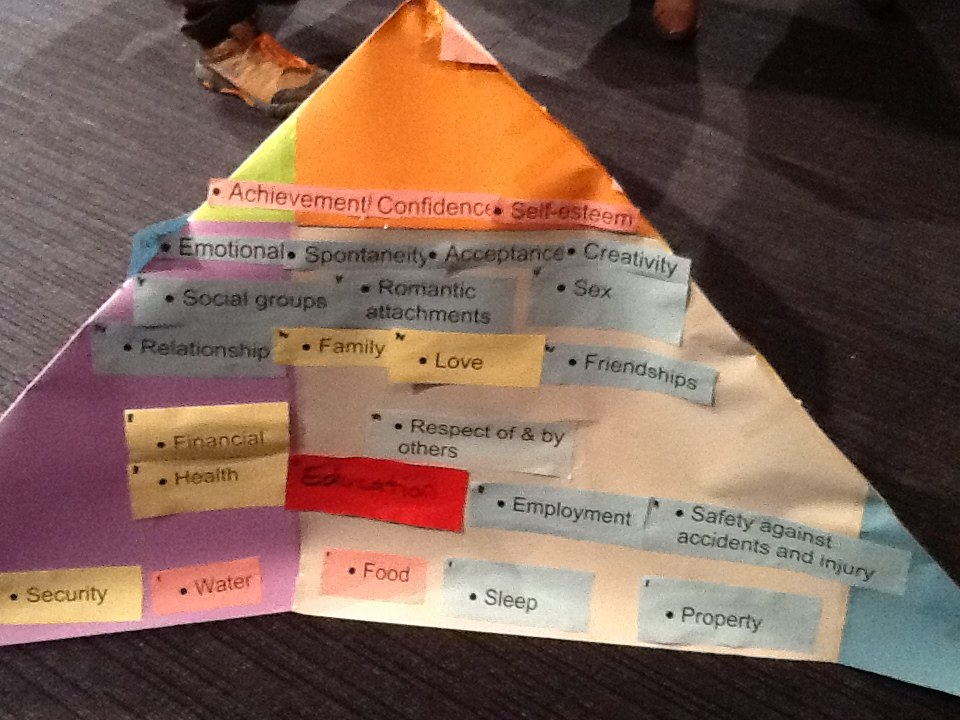 • Achievement/ Confidence • Self-esteem
• Emotional • Spontaneity • Acceptance • Creativity
• Social groups
• Romantic
attachments
• Sex
• Relationship
• Family
• Love
• Friendships
• Financial
• Respect of & by
others
• Health
Education
• Employment
• Safety against
accidents and injury
• Security
• Water
• Food
• Sleep
• Property